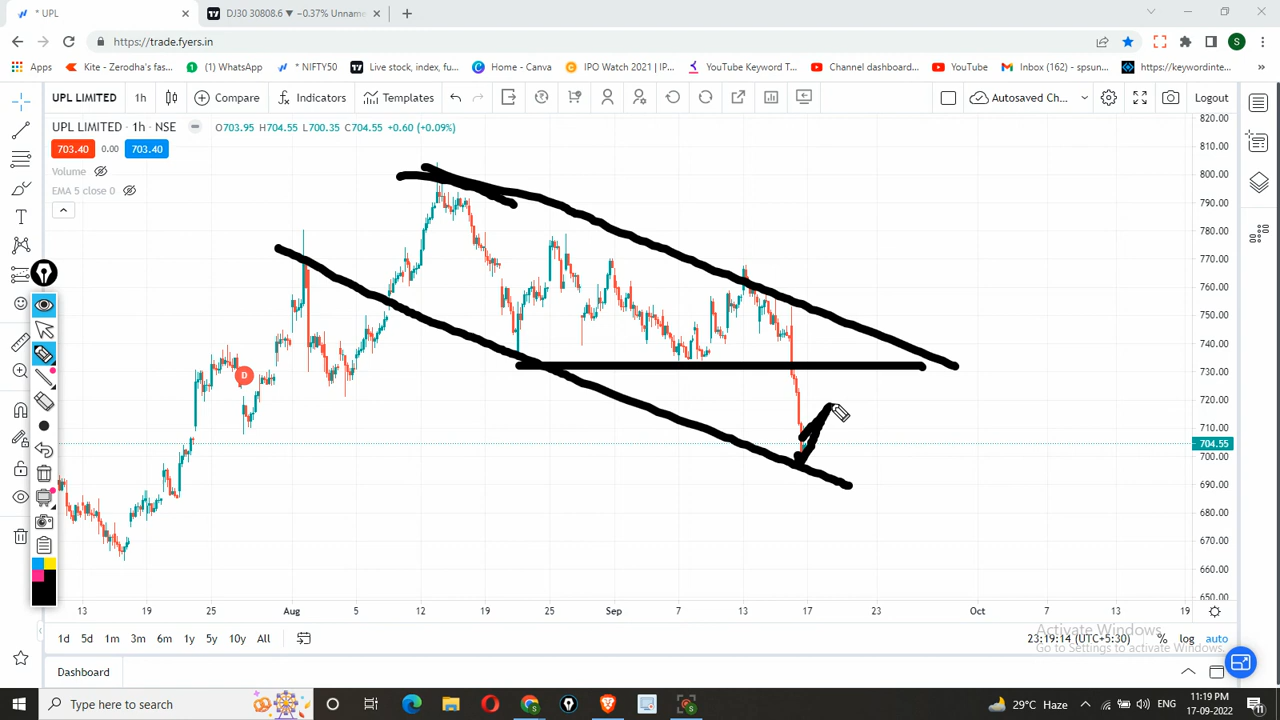 * UPL
DJ30 30808.6 ▼ −0.37% Unnam
https://trade.fyers.in
S
Apps
Kite - Zerodha's fas...
(1) WhatsApp
* NIFTY50
Live stock, index, fu...
Home - Canva
IPO Watch 2021 | IP...
YouTube Keyword T...
Channel dashboard...
YouTube
Inbox (162) - spsun...
https://keywordinte...
UPL LIMITED
1h
Compare
Indicators
Templates
Autosaved Ch...
Logout
UPL LIMITED · 1h · NSE
O703.95 H704.55 L700.35 C704.55 +0.60 (+0.09%)
703.40 0.00 703.40
Volume
EMA 5 close 0
D
820.00
810.00
800.00
790.00
780.00
770.00
760.00
750.00
740.00
730.00
720.00
710.00
704.55
700.00
690.00
680.00
670.00
660.00
650.00
13 19 25 Aug 5 12 19 25 Sep 7 13 17 23 Oct 7 13 19
1d 5d 1m 3m 6m 1y 5y 10y All
23:19:14 (UTC+5:30) % log auto
Activate Windows
Go to Settings to activate Windows.
Dashboard
Type here to search
29°C Haze
ENG
11:19 PM
17-09-2022
11